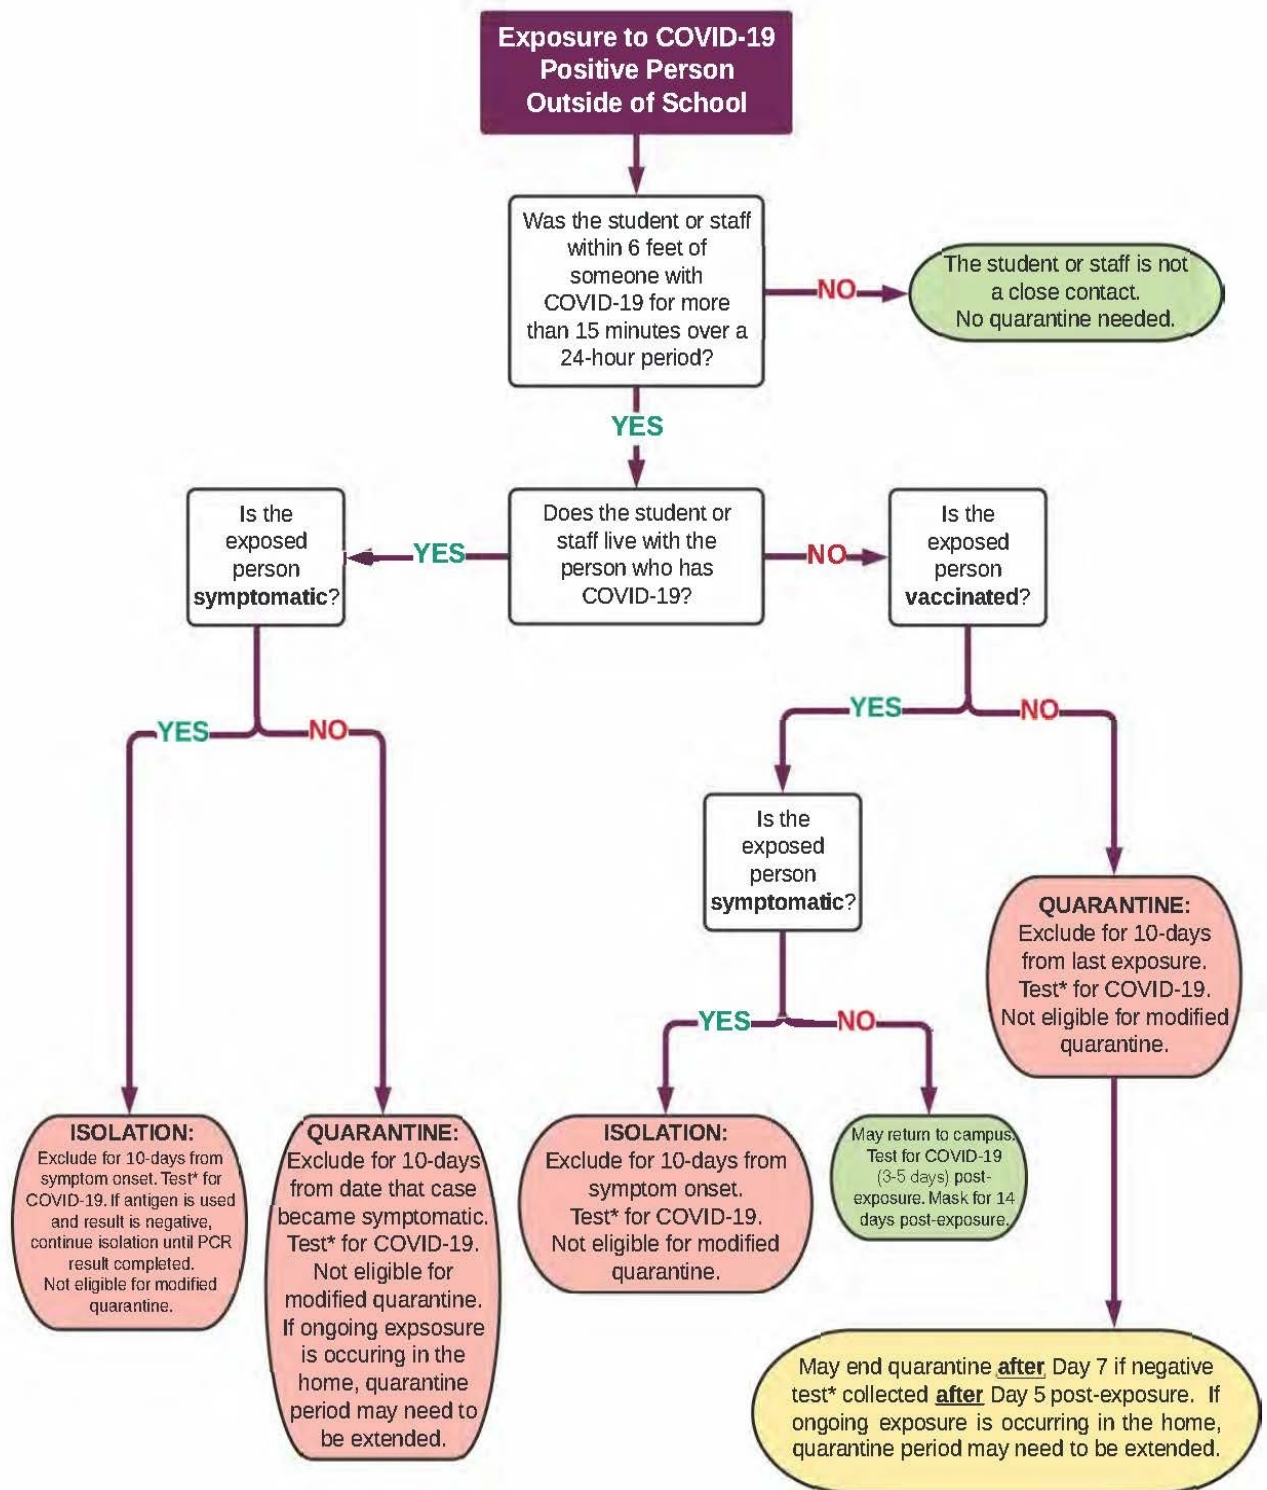 Exposure to COVID-19
Positive Person
Outside of School
Was the student or staff
within 6 feet of
someone with
COVID-19 for more
than 15 minutes over a
24-hour period?
NO
The student or staff is not
a close contact.
No quarantine needed.
YES
Is the
exposed
person
symptomatic?
YES
Does the student or
staff live with the
person who has
COVID-19?
NO
Is the
exposed
person
vaccinated?
YES
NO
YES
NO
Is the
exposed
person
symptomatic?
QUARANTINE:
Exclude for 10-days
from last exposure.
Test* for COVID-19.
Not eligible for modified
quarantine.
YES
NO
ISOLATION:
Exclude for 10-days from
symptom onset. Test* for
COVID-19. If antigen is used
and result is negative,
continue isolation until PCR
result completed.
Not eligible for modified
quarantine.
QUARANTINE:
Exclude for 10-days
from date that case
became symptomatic.
Test* for COVID-19.
Not eligible for
modified quarantine.
If ongoing expsosure
is occuring in the
home, quarantine
period may need to
be extended.
ISOLATION:
Exclude for 10-days from
symptom onset.
Test* for COVID-19.
Not eligible for modified
quarantine.
May return to campus.
Test for COVID-19
(3-5 days) post-
exposure. Mask for 14
days post-exposure.
May end quarantine after Day 7 if negative
test* collected after Day 5 post-exposure. If
ongoing exposure is occurring in the home,
quarantine period may need to be extended.